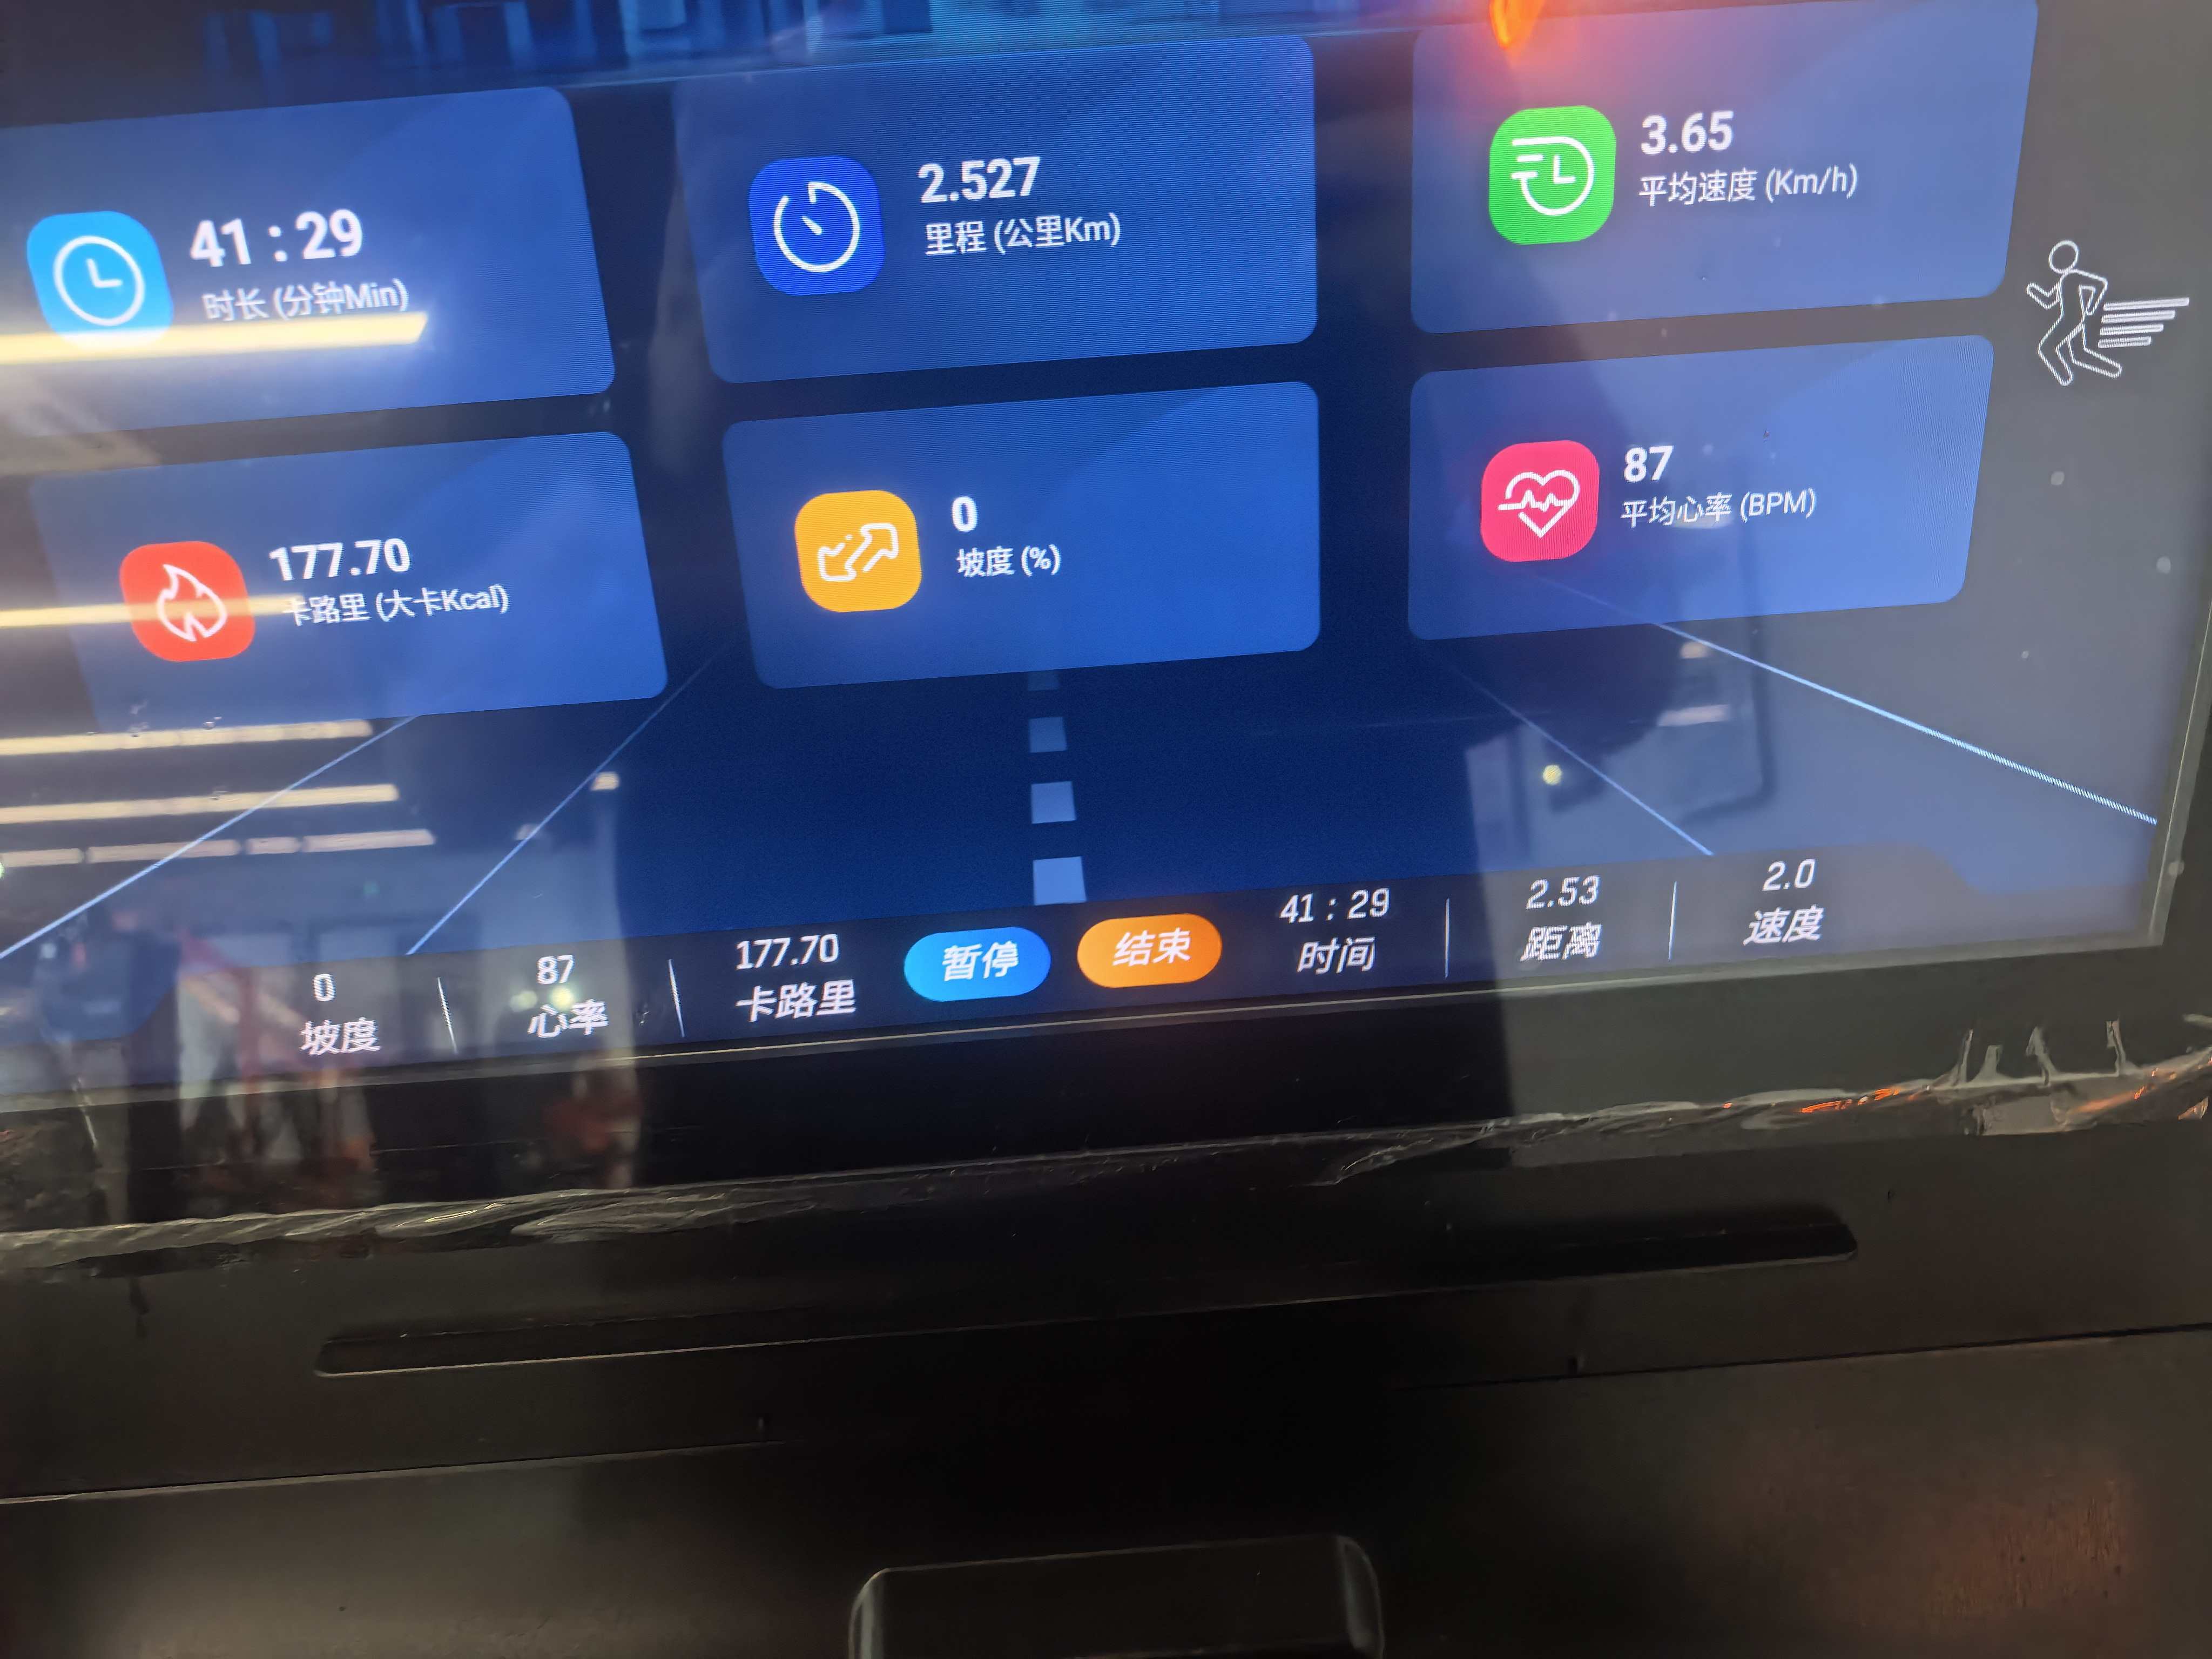 41 : 29
时长 (分钟Min)
2.527
里程 (公里Km)
3.65
平均速度 (Km/h)
177.70
卡路里 (大卡Kcal)
0
坡度 (%)
87
平均心率 (BPM)
0
坡度
87
心率
177.70
卡路里
暂停
结束
41 : 29
时间
2.53
距离
2.0
速度